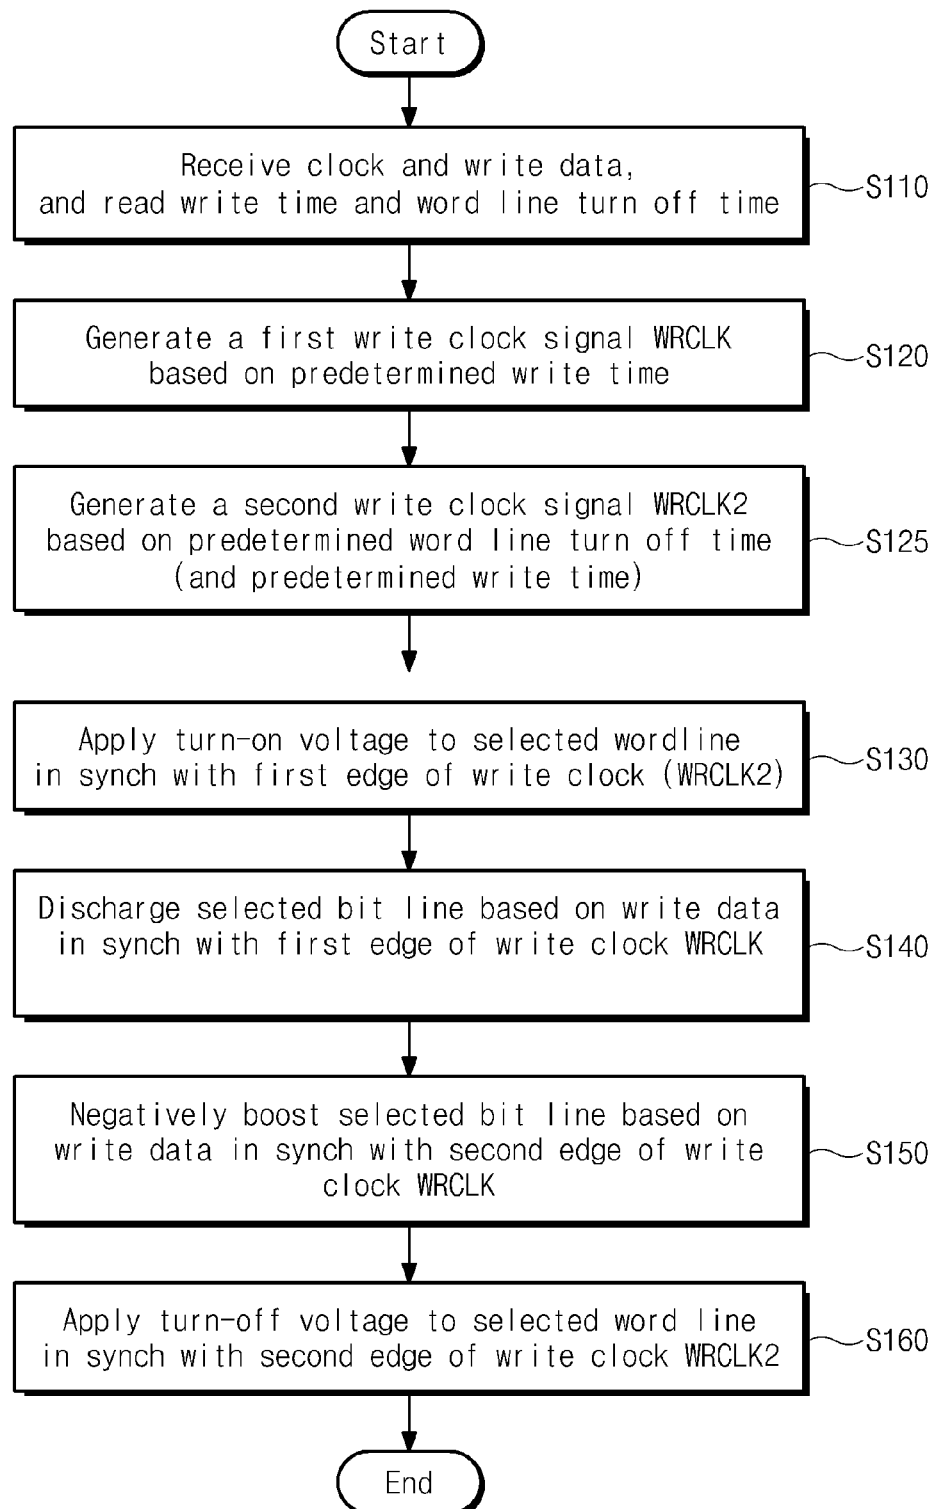 Start
Receive clock and write data,
and read write time and word line turn off time
S110
Generate a first write clock signal WRCLK
based on predetermined write time
S120
Generate a second write clock signal WRCLK2
based on predetermined word line turn off time
(and predetermined write time)
S125
Apply turn-on voltage to selected wordline
in synch with first edge of write clock (WRCLK2)
S130
Discharge selected bit line based on write data
in synch with first edge of write clock WRCLK
S140
Negatively boost selected bit line based on
write data in synch with second edge of write
clock WRCLK
S150
Apply turn-off voltage to selected word line
in synch with second edge of write clock WRCLK2
S160
End